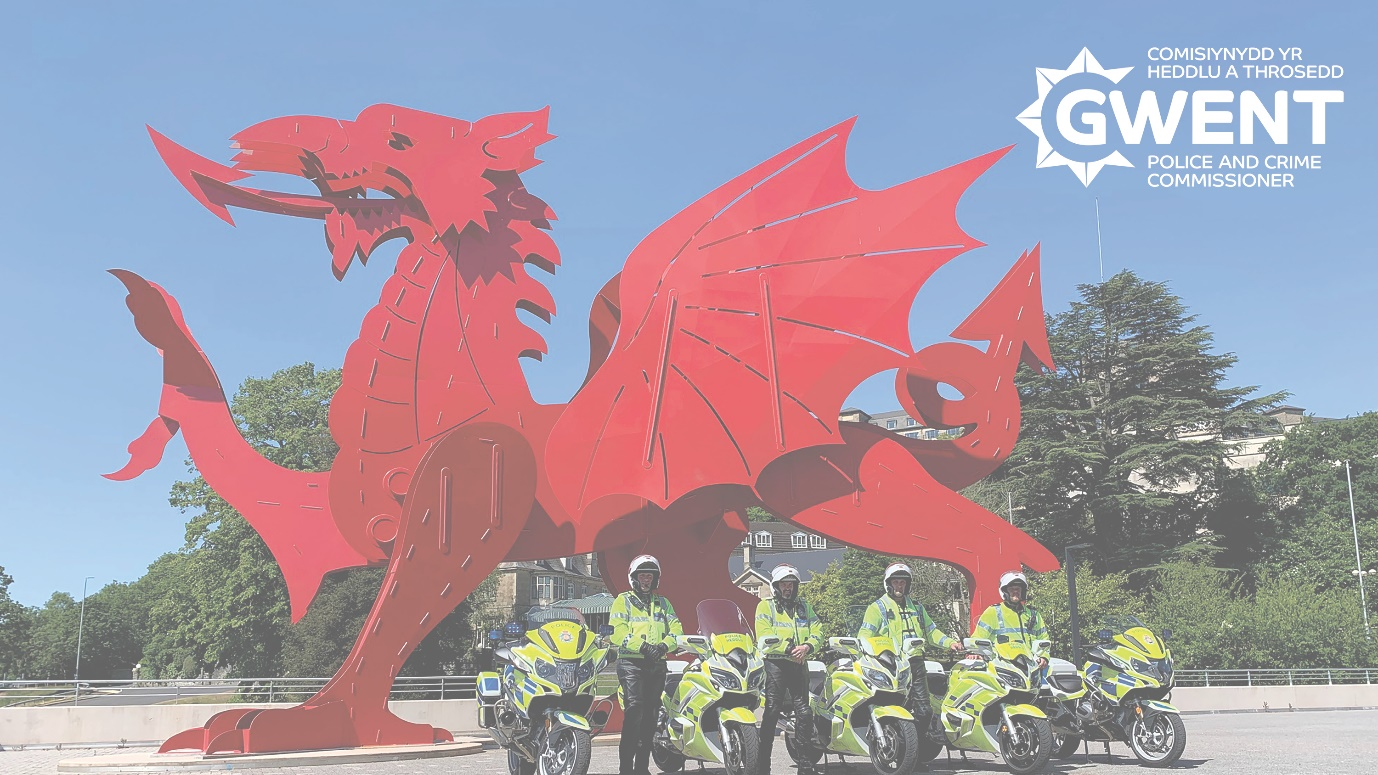 COMISIYNYDD YR
HEDDLU A THROSEDD
GWENT
POLICE AND CRIME
COMMISSIONER